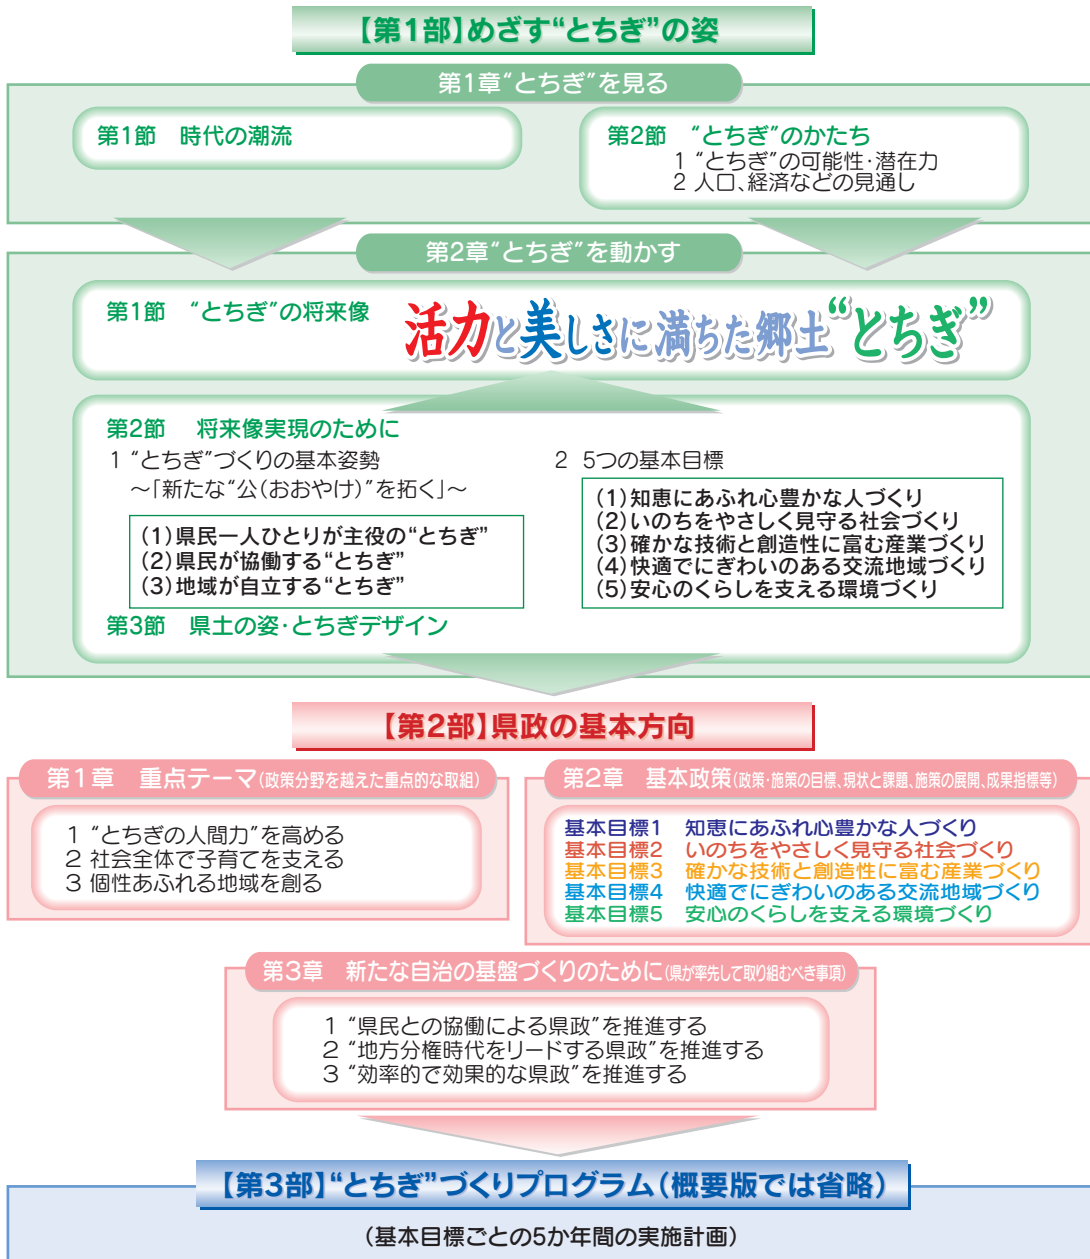 【第1部】めざす“とちぎ”の姿
第1章“とちぎ”を見る
第1節 時代の潮流
第2節 “とちぎ”のかたち
1 “とちぎ”の可能性・潜在力
2 人口、経済などの見通し
第2章“とちぎ”を動かす
第1節 “とちぎ”の将来像
活力と美しさに満ちた郷土“とちぎ”
第2節 将来像実現のために
1 “とちぎ”づくりの基本姿勢
～「新たな“公(おおやけ)”を拓く」～
(1)県民一人ひとりが主役の“とちぎ”
(2)県民が協働する“とちぎ”
(3)地域が自立する“とちぎ”
2 5つの基本目標
(1)知恵にあふれ心豊かな人づくり
(2)いのちをやさしく見守る社会づくり
(3)確かな技術と創造性に富む産業づくり
(4)快適でにぎわいのある交流地域づくり
(5)安心のくらしを支える環境づくり
第3節 県土の姿・とちぎデザイン
【第2部】県政の基本方向
第1章 重点テーマ(政策分野を越えた重点的な取組)
1 “とちぎの人間力”を高める
2 社会全体で子育てを支える
3 個性あふれる地域を創る
第2章 基本政策(政策・施策の目標、現状と課題、施策の展開、成果指標等)
基本目標1 知恵にあふれ心豊かな人づくり
基本目標2 いのちをやさしく見守る社会づくり
基本目標3 確かな技術と創造性に富む産業づくり
基本目標4 快適でにぎわいのある交流地域づくり
基本目標5 安心のくらしを支える環境づくり
第3章 新たな自治の基盤づくりのために(県が率先して取り組むべき事項)
1 “県民との協働による県政”を推進する
2 “地方分権時代をリードする県政”を推進する
3 “効率的で効果的な県政”を推進する
【第3部】“とちぎ”づくりプログラム(概要版では省略)
(基本目標ごとの5か年間の実施計画)